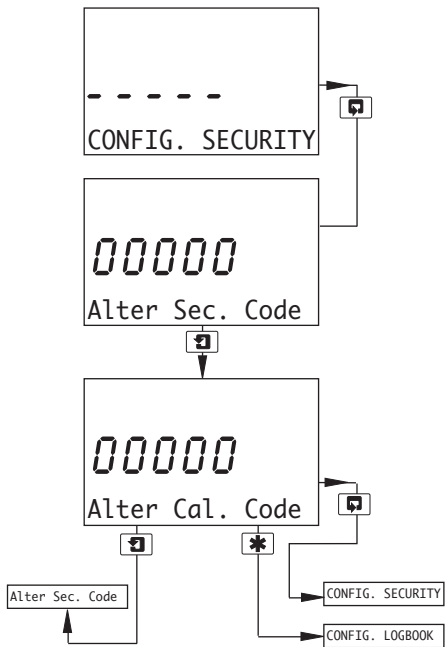 - - - - -
CONFIG. SECURITY
00000
Alter Sec. Code
00000
Alter Cal. Code
Alter Sec. Code
CONFIG. SECURITY
CONFIG. LOGBOOK